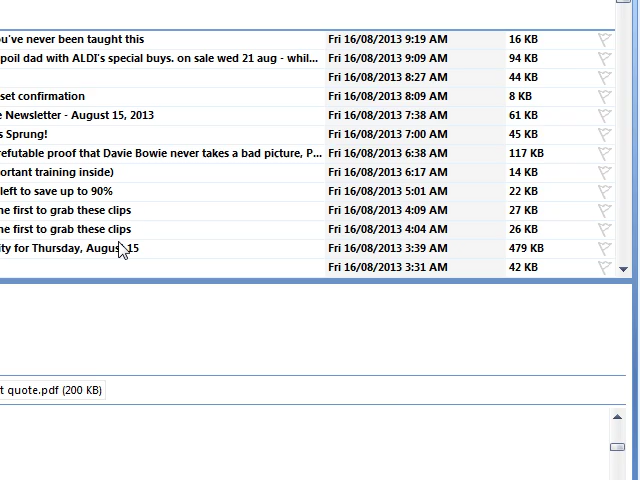 ou've never been taught this Fri 16/08/2013 9:19 AM 16 KB
poil dad with ALDI's special buys. on sale wed 21 aug - whil... Fri 16/08/2013 9:09 AM 94 KB
Fri 16/08/2013 8:27 AM 44 KB
set confirmation Fri 16/08/2013 8:09 AM 8 KB
e Newsletter - August 15, 2013 Fri 16/08/2013 7:38 AM 61 KB
s Sprung! Fri 16/08/2013 7:00 AM 45 KB
refutable proof that Davie Bowie never takes a bad picture, P... Fri 16/08/2013 6:38 AM 117 KB
ortant training inside) Fri 16/08/2013 6:17 AM 14 KB
left to save up to 90% Fri 16/08/2013 5:01 AM 22 KB
he first to grab these clips Fri 16/08/2013 4:09 AM 27 KB
he first to grab these clips Fri 16/08/2013 4:04 AM 26 KB
ity for Thursday, August 15 Fri 16/08/2013 3:39 AM 479 KB
Fri 16/08/2013 3:31 AM 42 KB
t quote.pdf (200 KB)